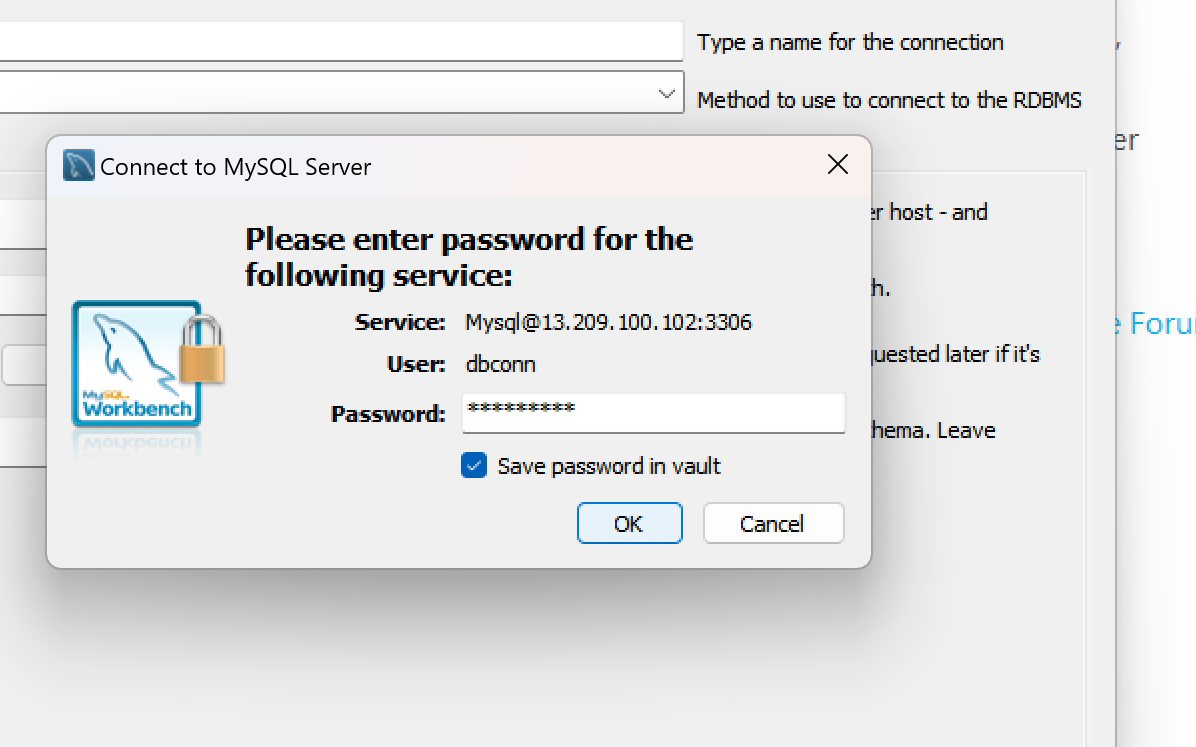 Type a name for the connection
Method to use to connect to the RDBMS
er
Connect to MySQL Server
er host - and
Please enter password for the
following service:
h.
Service: Mysql@13.209.100.102:3306
e Foru
User: dbconn
quested later if it's
MySQL
Workbench
Password: *********
hema. Leave
Save password in vault
OK
Cancel